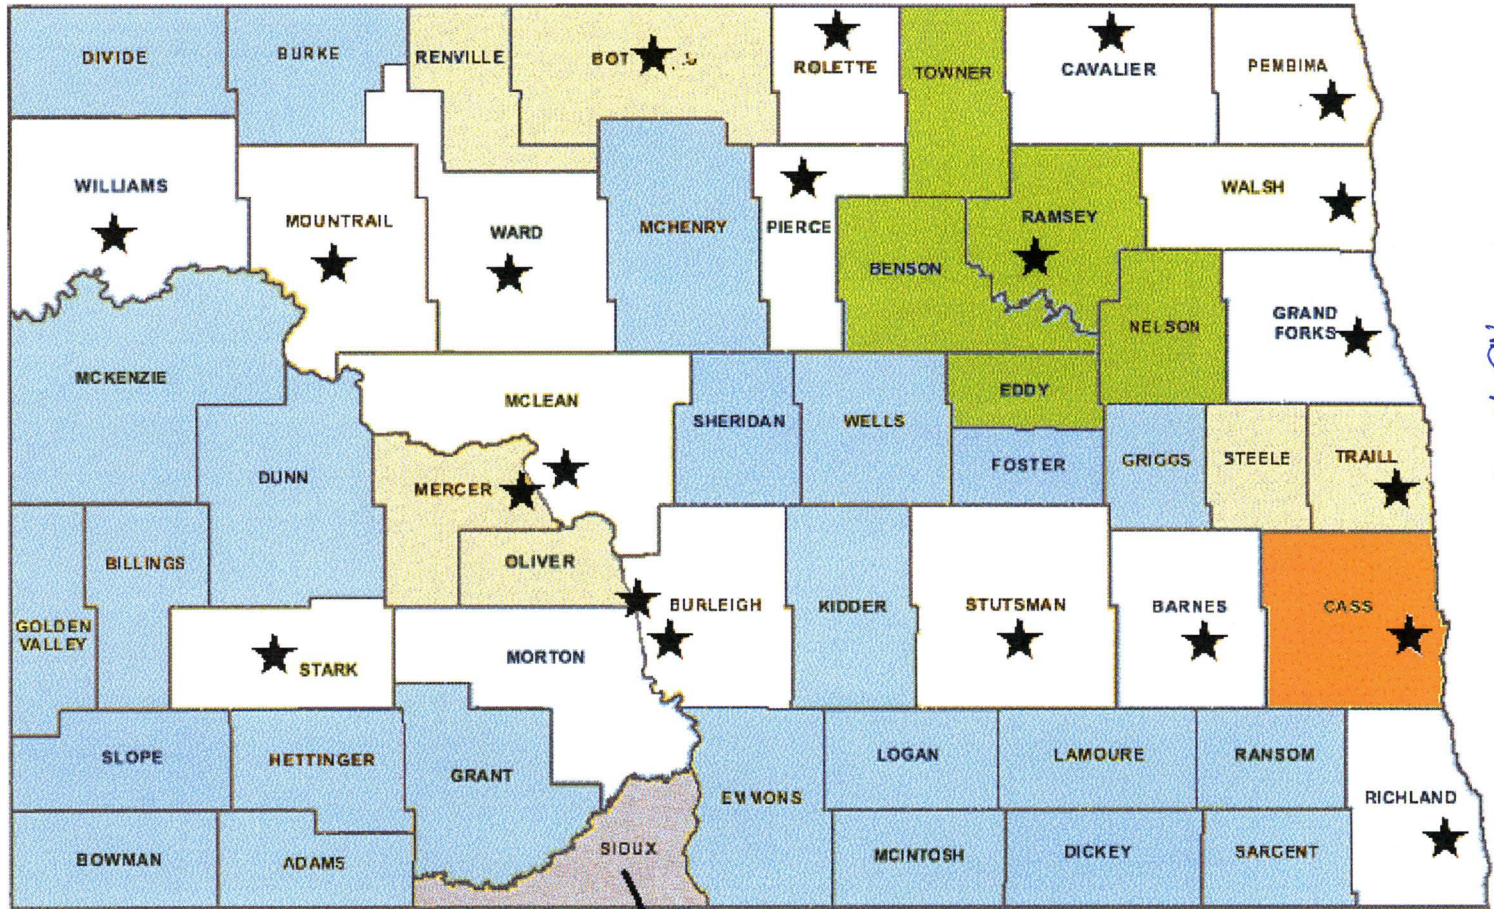 DIVIDE
BURKE
RENVILLE
BOT
ROLETTE
TOWNER
CAVALIER
PEMBINA
WILLIAMS
MOUNTRAIL
WARD
MCHENRY
PIERCE
BENSON
RAMSEY
WALSH
NELSON
GRAND
FORKS
MCKENZIE
DUNN
MCLEAN
MERCER
OLIVER
SHERIDAN
WELLS
EDDY
FOSTER
GRIGGS
STEELE
TRAILL
GOLDEN
VALLEY
BILLINGS
STARK
MORTON
BURLEIGH
KIDDER
STUTSMAN
BARNES
CASS
SLOPE
HETTINGER
GRANT
EMMONS
LOGAN
LAMOURE
RANSOM
RICHLAND
BOWMAN
ADAMS
SIOUX
MCINTOSH
DICKEY
SARGENT